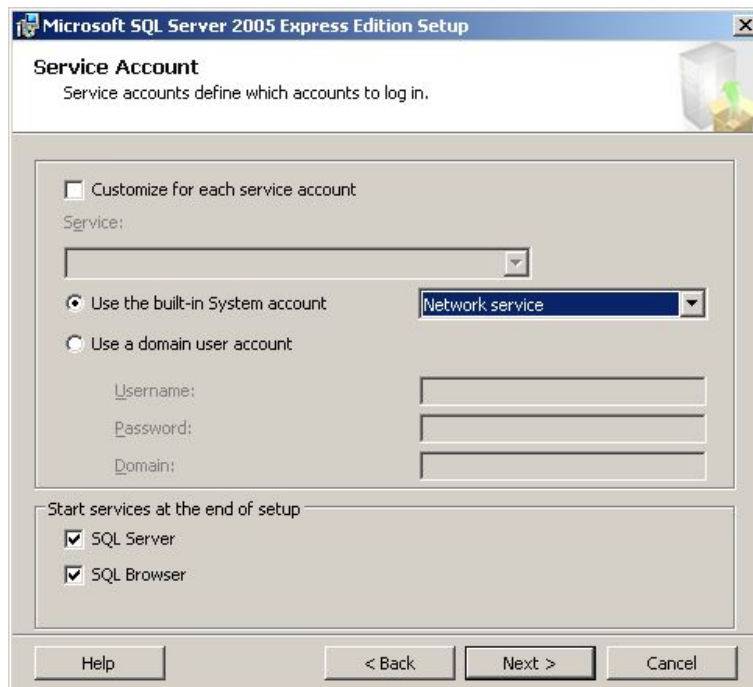 Microsoft SQL Server 2005 Express Edition Setup
Service Account
Service accounts define which accounts to log in.
Customize for each service account
Service:
Use the built-in System account
Network service
Use a domain user account
Username:
Password:
Domain:
Start services at the end of setup
SQL Server
SQL Browser
Help
< Back
Next >
Cancel